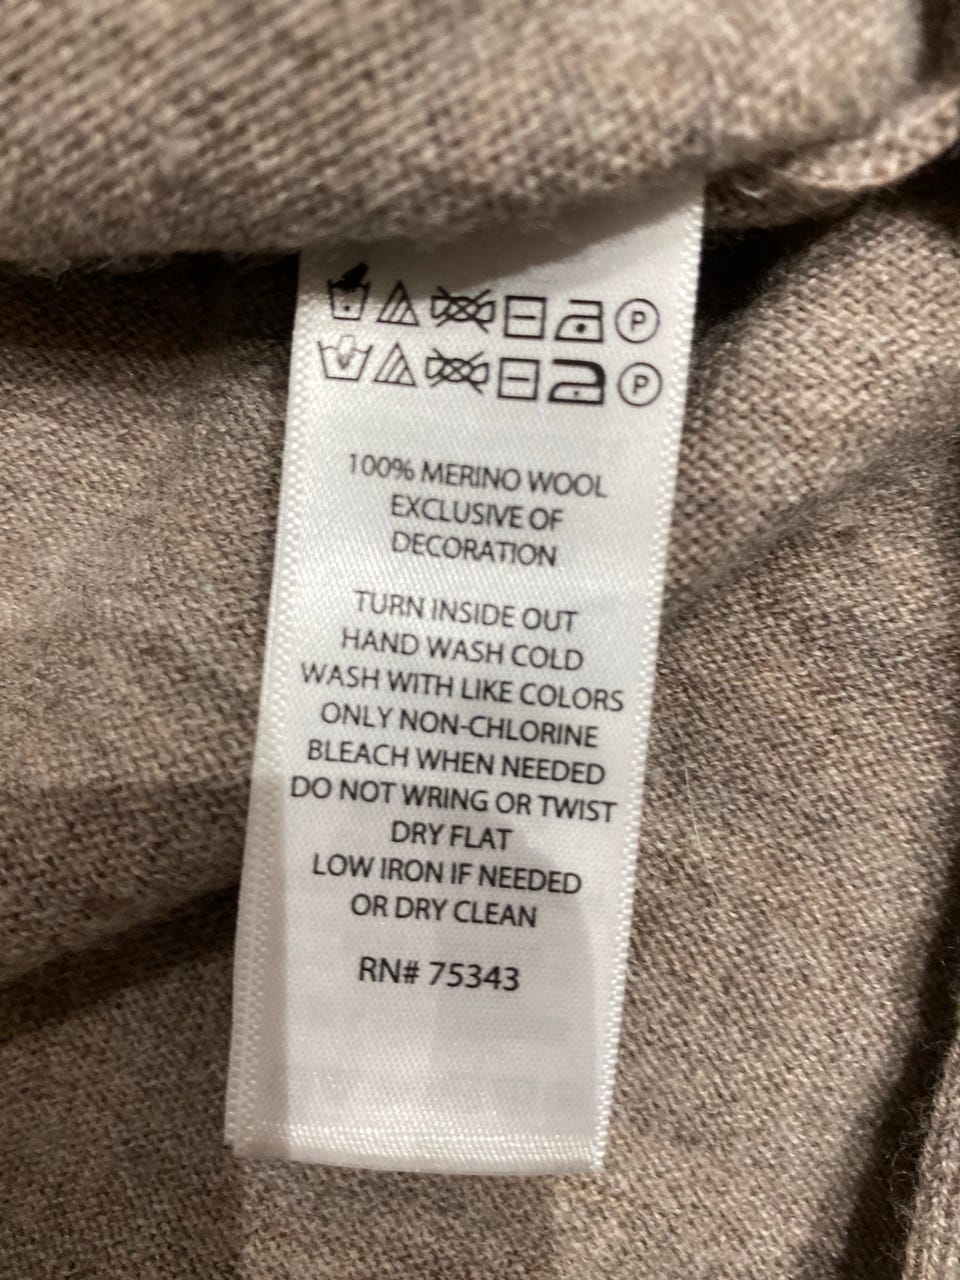 P
P
100% MERINO WOOL
EXCLUSIVE OF
DECORATION
TURN INSIDE OUT
HAND WASH COLD
WASH WITH LIKE COLORS
ONLY NON-CHLORINE
BLEACH WHEN NEEDED
DO NOT WRING OR TWIST
DRY FLAT
LOW IRON IF NEEDED
OR DRY CLEAN
RN# 75343